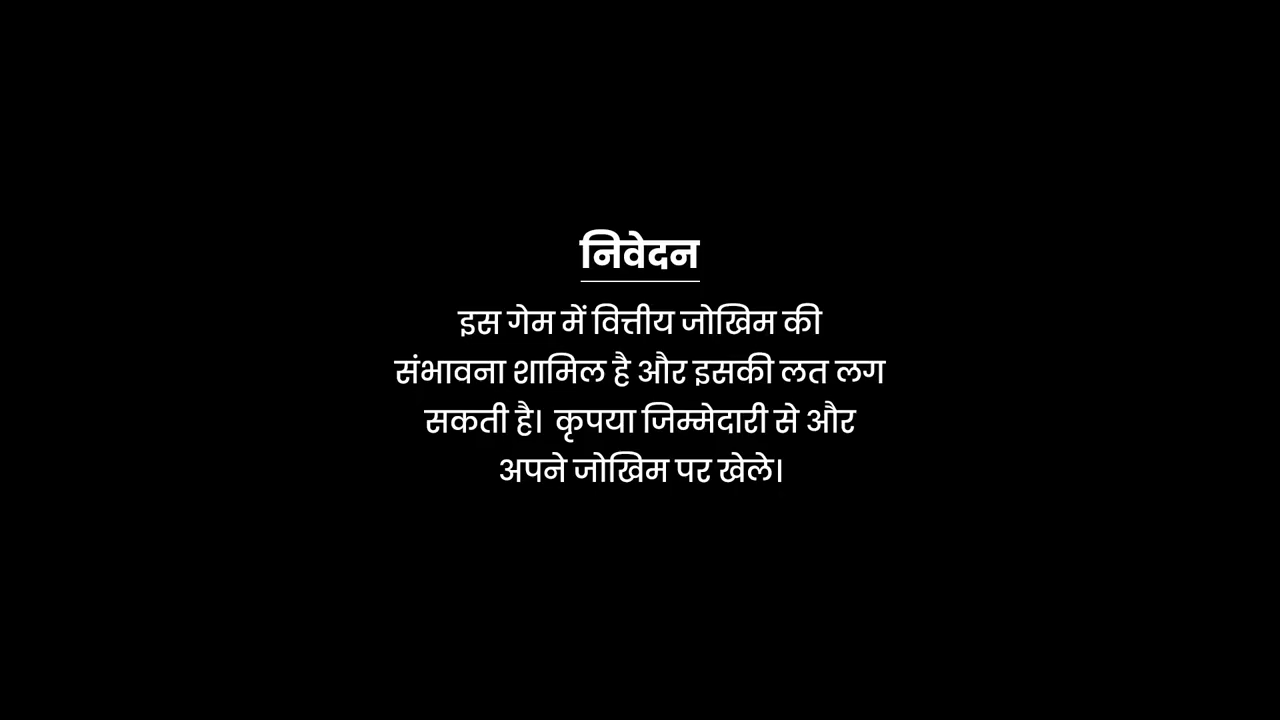 निवेदन
इस गेम में वित्तीय जोखिम की
संभावना शामिल है और इसकी लत लग
सकती है। कृपया जिम्मेदारी से और
अपने जोखिम पर खेले।